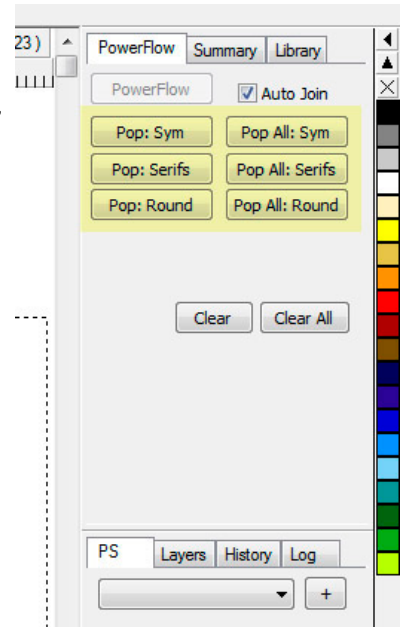 23 )
PowerFlow Summary Library
PowerFlow Auto Join
Pop: Sym Pop All: Sym
Pop: Serifs Pop All: Serifs
Pop: Round Pop All: Round
Clear Clear All
PS Layers History Log
+